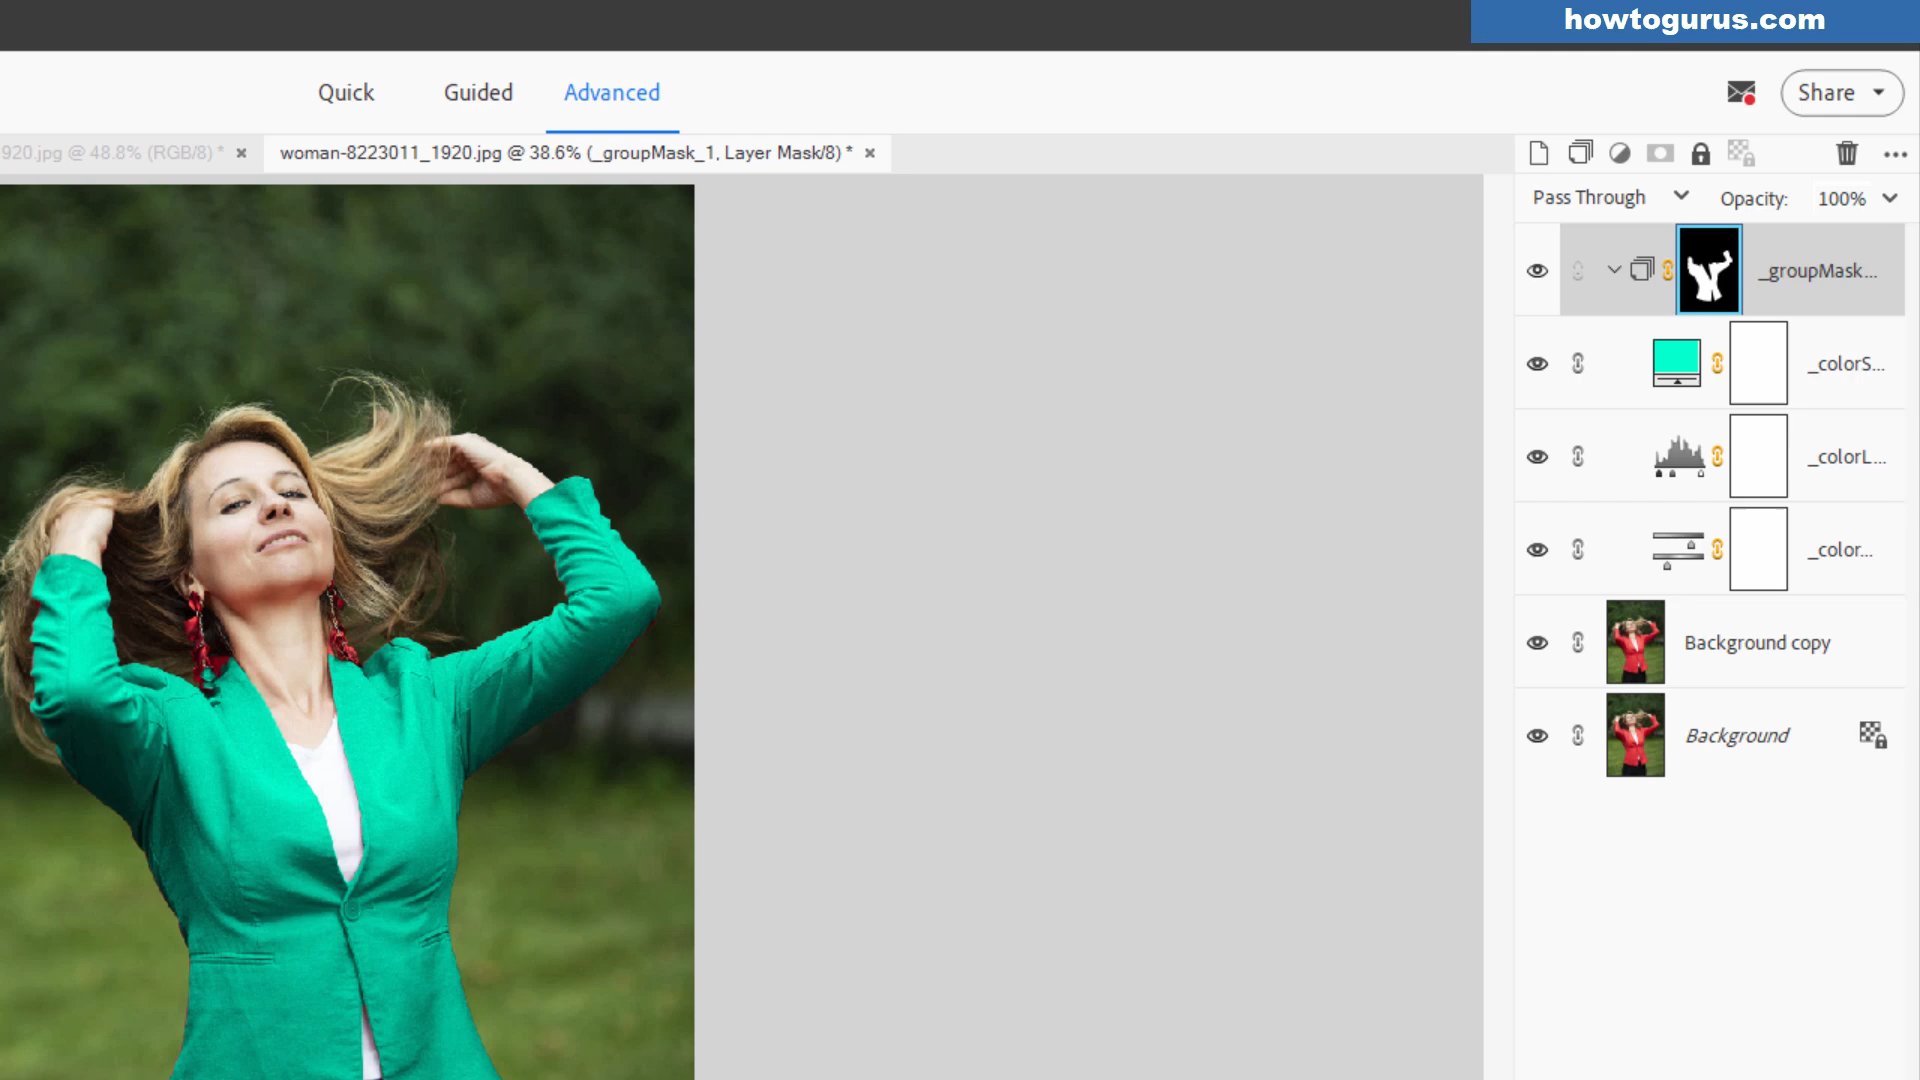 howtogurus.com
Quick Guided Advanced
Share
920.jpg @ 48.8% (RGB/8) *
woman-8223011_1920.jpg @ 38.6% (_groupMask_1, Layer Mask/8) *
Pass Through Opacity: 100%
_groupMask...
_colorS...
_colorL...
_color...
Background copy
Background